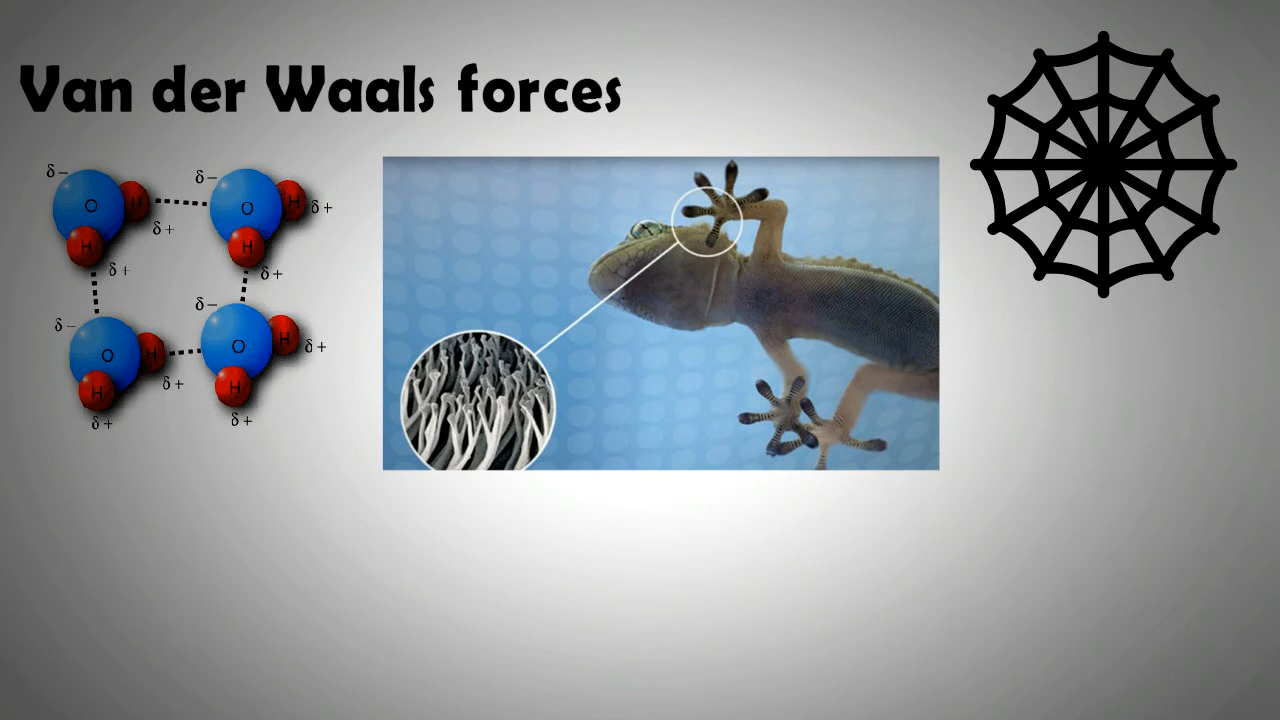 Van der Waals forces
δ –
O
H
δ +
H
δ +
δ –
O
H
δ +
H
δ +
δ –
O
H
δ +
H
δ +
δ –
O
H
δ +
H
δ +